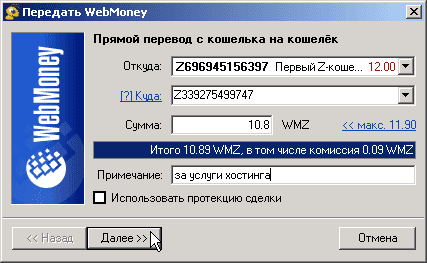 Передать WebMoney
WebMoney
Прямой перевод с кошелька на кошелёк
Откуда: Z696945156397 Первый Z-коше... 12.00
[?] Куда: Z339275499747
Сумма: 10.8 WMZ << макс. 11.90
Итого 10.89 WMZ, в том числе комиссия 0.09 WMZ
Примечание: за услуги хостинга
Использовать протекцию сделки
<< Назад Далее >> Отмена